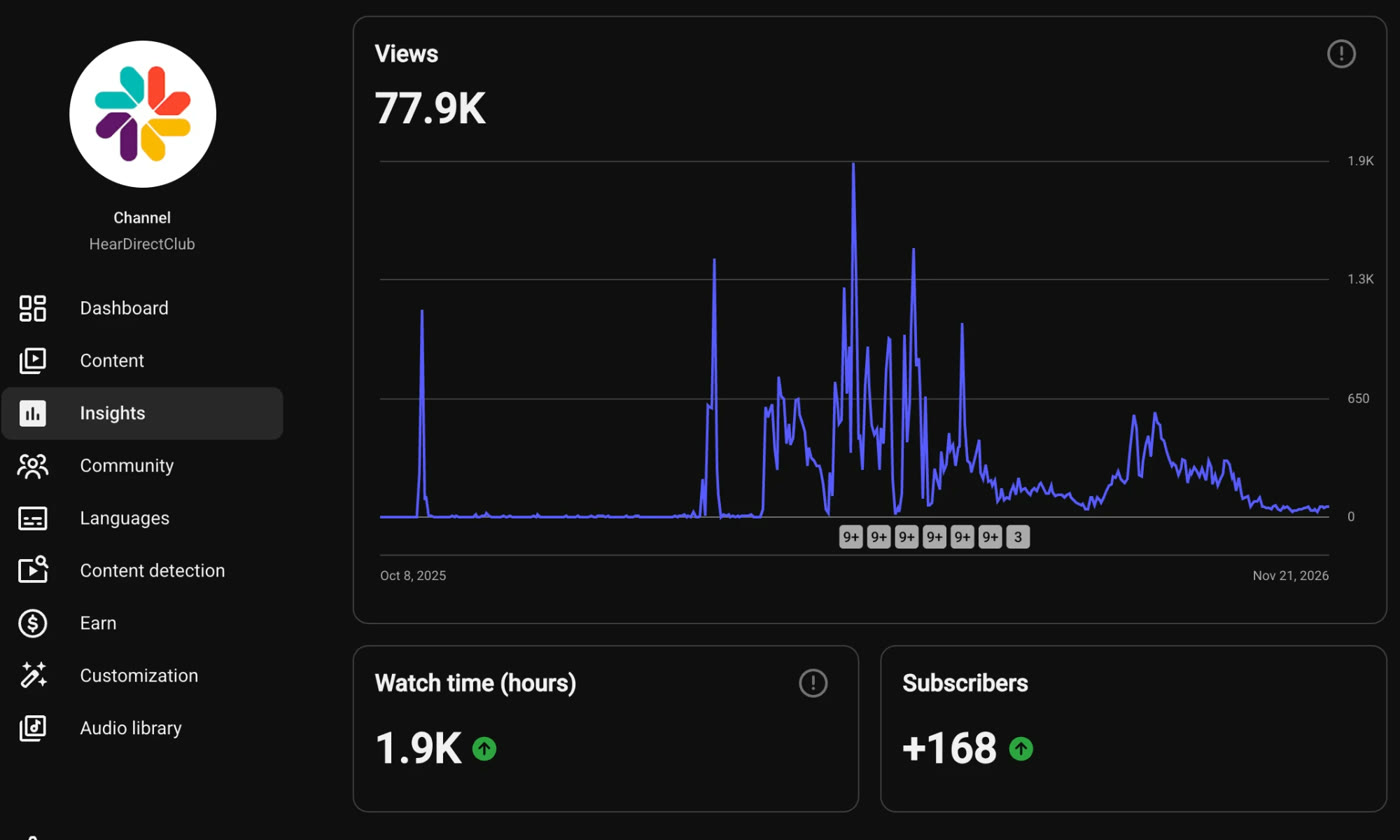 Channel
HearDirectClub
Dashboard
Content
Insights
Community
Languages
Content detection
Earn
Customization
Audio library
Views
77.9K
1.9K
1.3K
650
0
9+ 9+ 9+ 9+ 9+ 9+ 3
Oct 8, 2025 Nov 21, 2026
Watch time (hours)
1.9K
Subscribers
+168